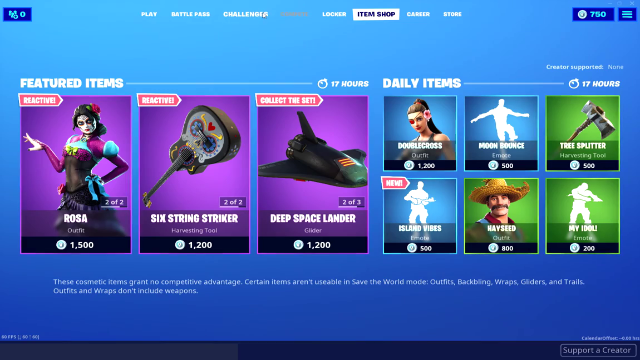 0
PLAY BATTLE PASS CHALLENGES LOCKER ITEM SHOP CAREER STORE
750
Creator supported: None
FEATURED ITEMS 17 HOURS
DAILY ITEMS 17 HOURS
REACTIVE!
2 of 2
ROSA
Outfit
1,500
REACTIVE!
2 of 2
SIX STRING STRIKER
Harvesting Tool
1,200
COLLECT THE SET!
2 of 3
DEEP SPACE LANDER
Glider
1,200
DOUBLECROSS
Outfit
1,200
MOON BOUNCE
Emote
500
TREE SPLITTER
Harvesting Tool
500
NEW!
ISLAND VIBES
Emote
500
HAYSEED
Outfit
800
MY IDOL!
Emote
200
These cosmetic items grant no competitive advantage. Certain items aren't useable in Save the World mode: Outfits, Backbling, Wraps, Gliders, and Trails.
Outfits and Wraps don't include weapons.
Support a Creator